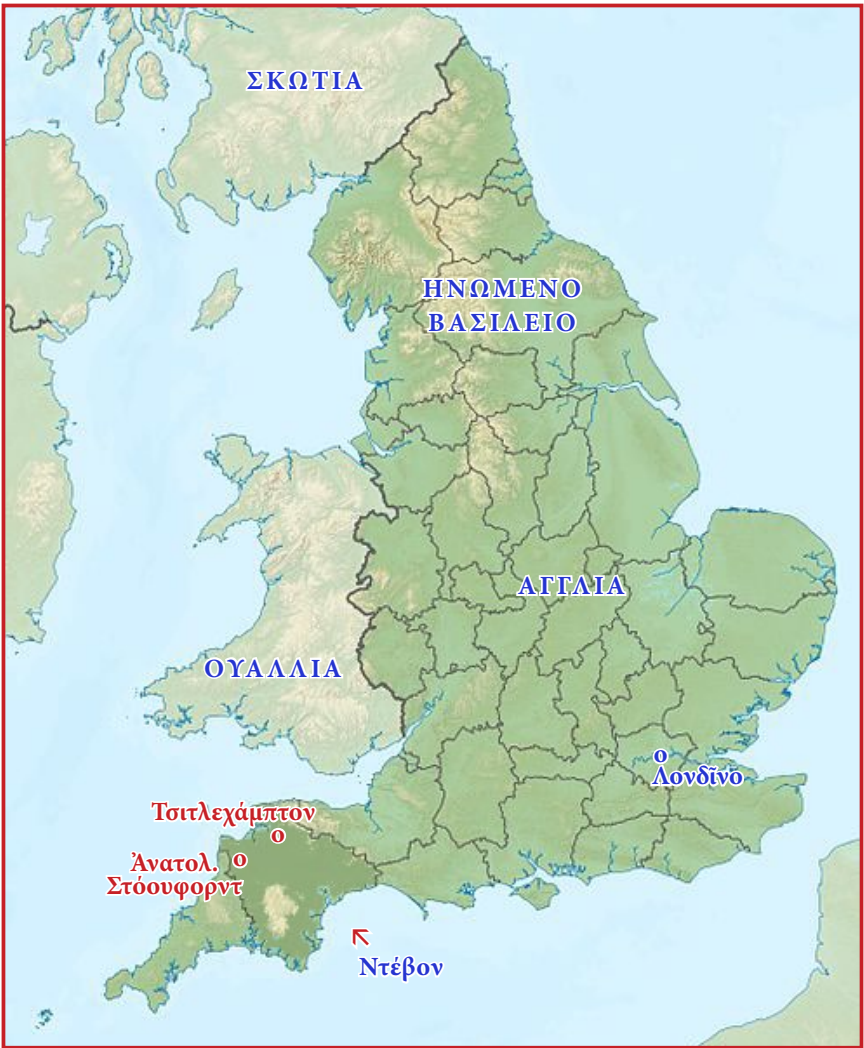 ΣΚΩΤΙΑ
ΗΝΩΜΕΝΟ
ΒΑΣΙΛΕΙΟ
ΑΓΓΛΙΑ
ΟΥΑΛΛΙΑ
Λονδῖνο
Τσιτλεχάμπτον
Ἀνατολ.
Στόουφορντ
Ντέβον